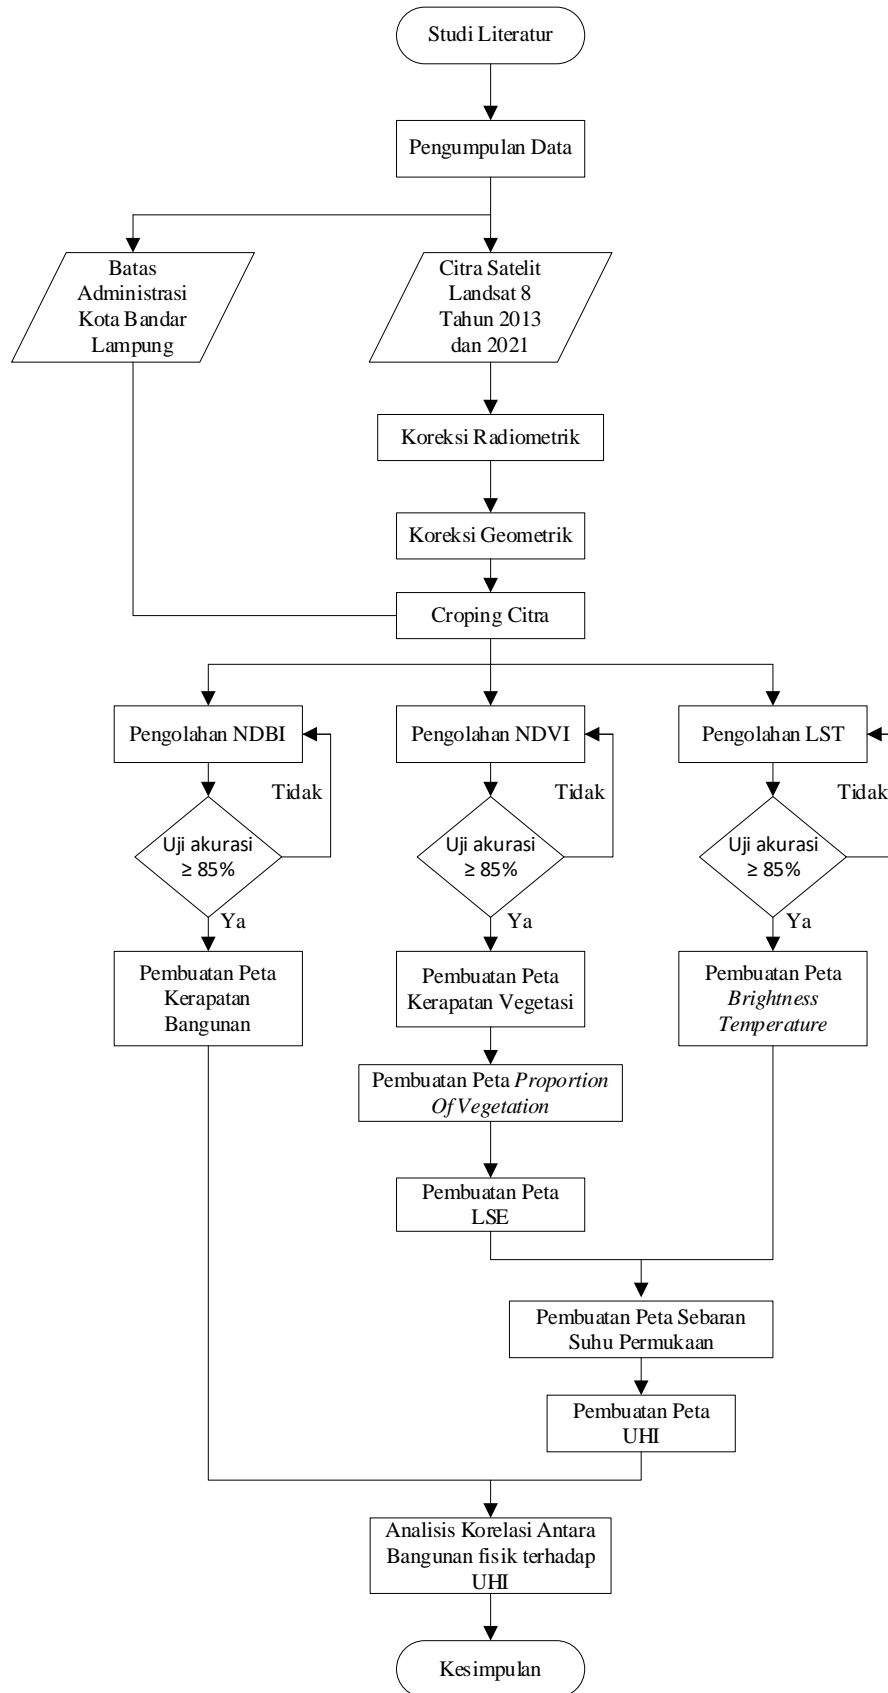 Studi Literatur
Pengumpulan Data
Batas
Administrasi
Kota Bandar
Lampung
Citra Satelit
Landsat 8
Tahun 2013
dan 2021
Koreksi Radiometrik
Koreksi Geometrik
Croping Citra
Pengolahan NDBI
Pengolahan NDVI
Pengolahan LST
Tidak
Tidak
Tidak
Uji akurasi
≥ 85%
Uji akurasi
≥ 85%
Uji akurasi
≥ 85%
Ya
Ya
Ya
Pembuatan Peta
Kerapatan
Bangunan
Pembuatan Peta
Kerapatan Vegetasi
Pembuatan Peta
Brightness
Temperature
Pembuatan Peta Proportion
Of Vegetation
Pembuatan Peta
LSE
Pembuatan Peta Sebaran
Suhu Permukaan
Pembuatan Peta
UHI
Analisis Korelasi Antara
Bangunan fisik terhadap
UHI
Kesimpulan